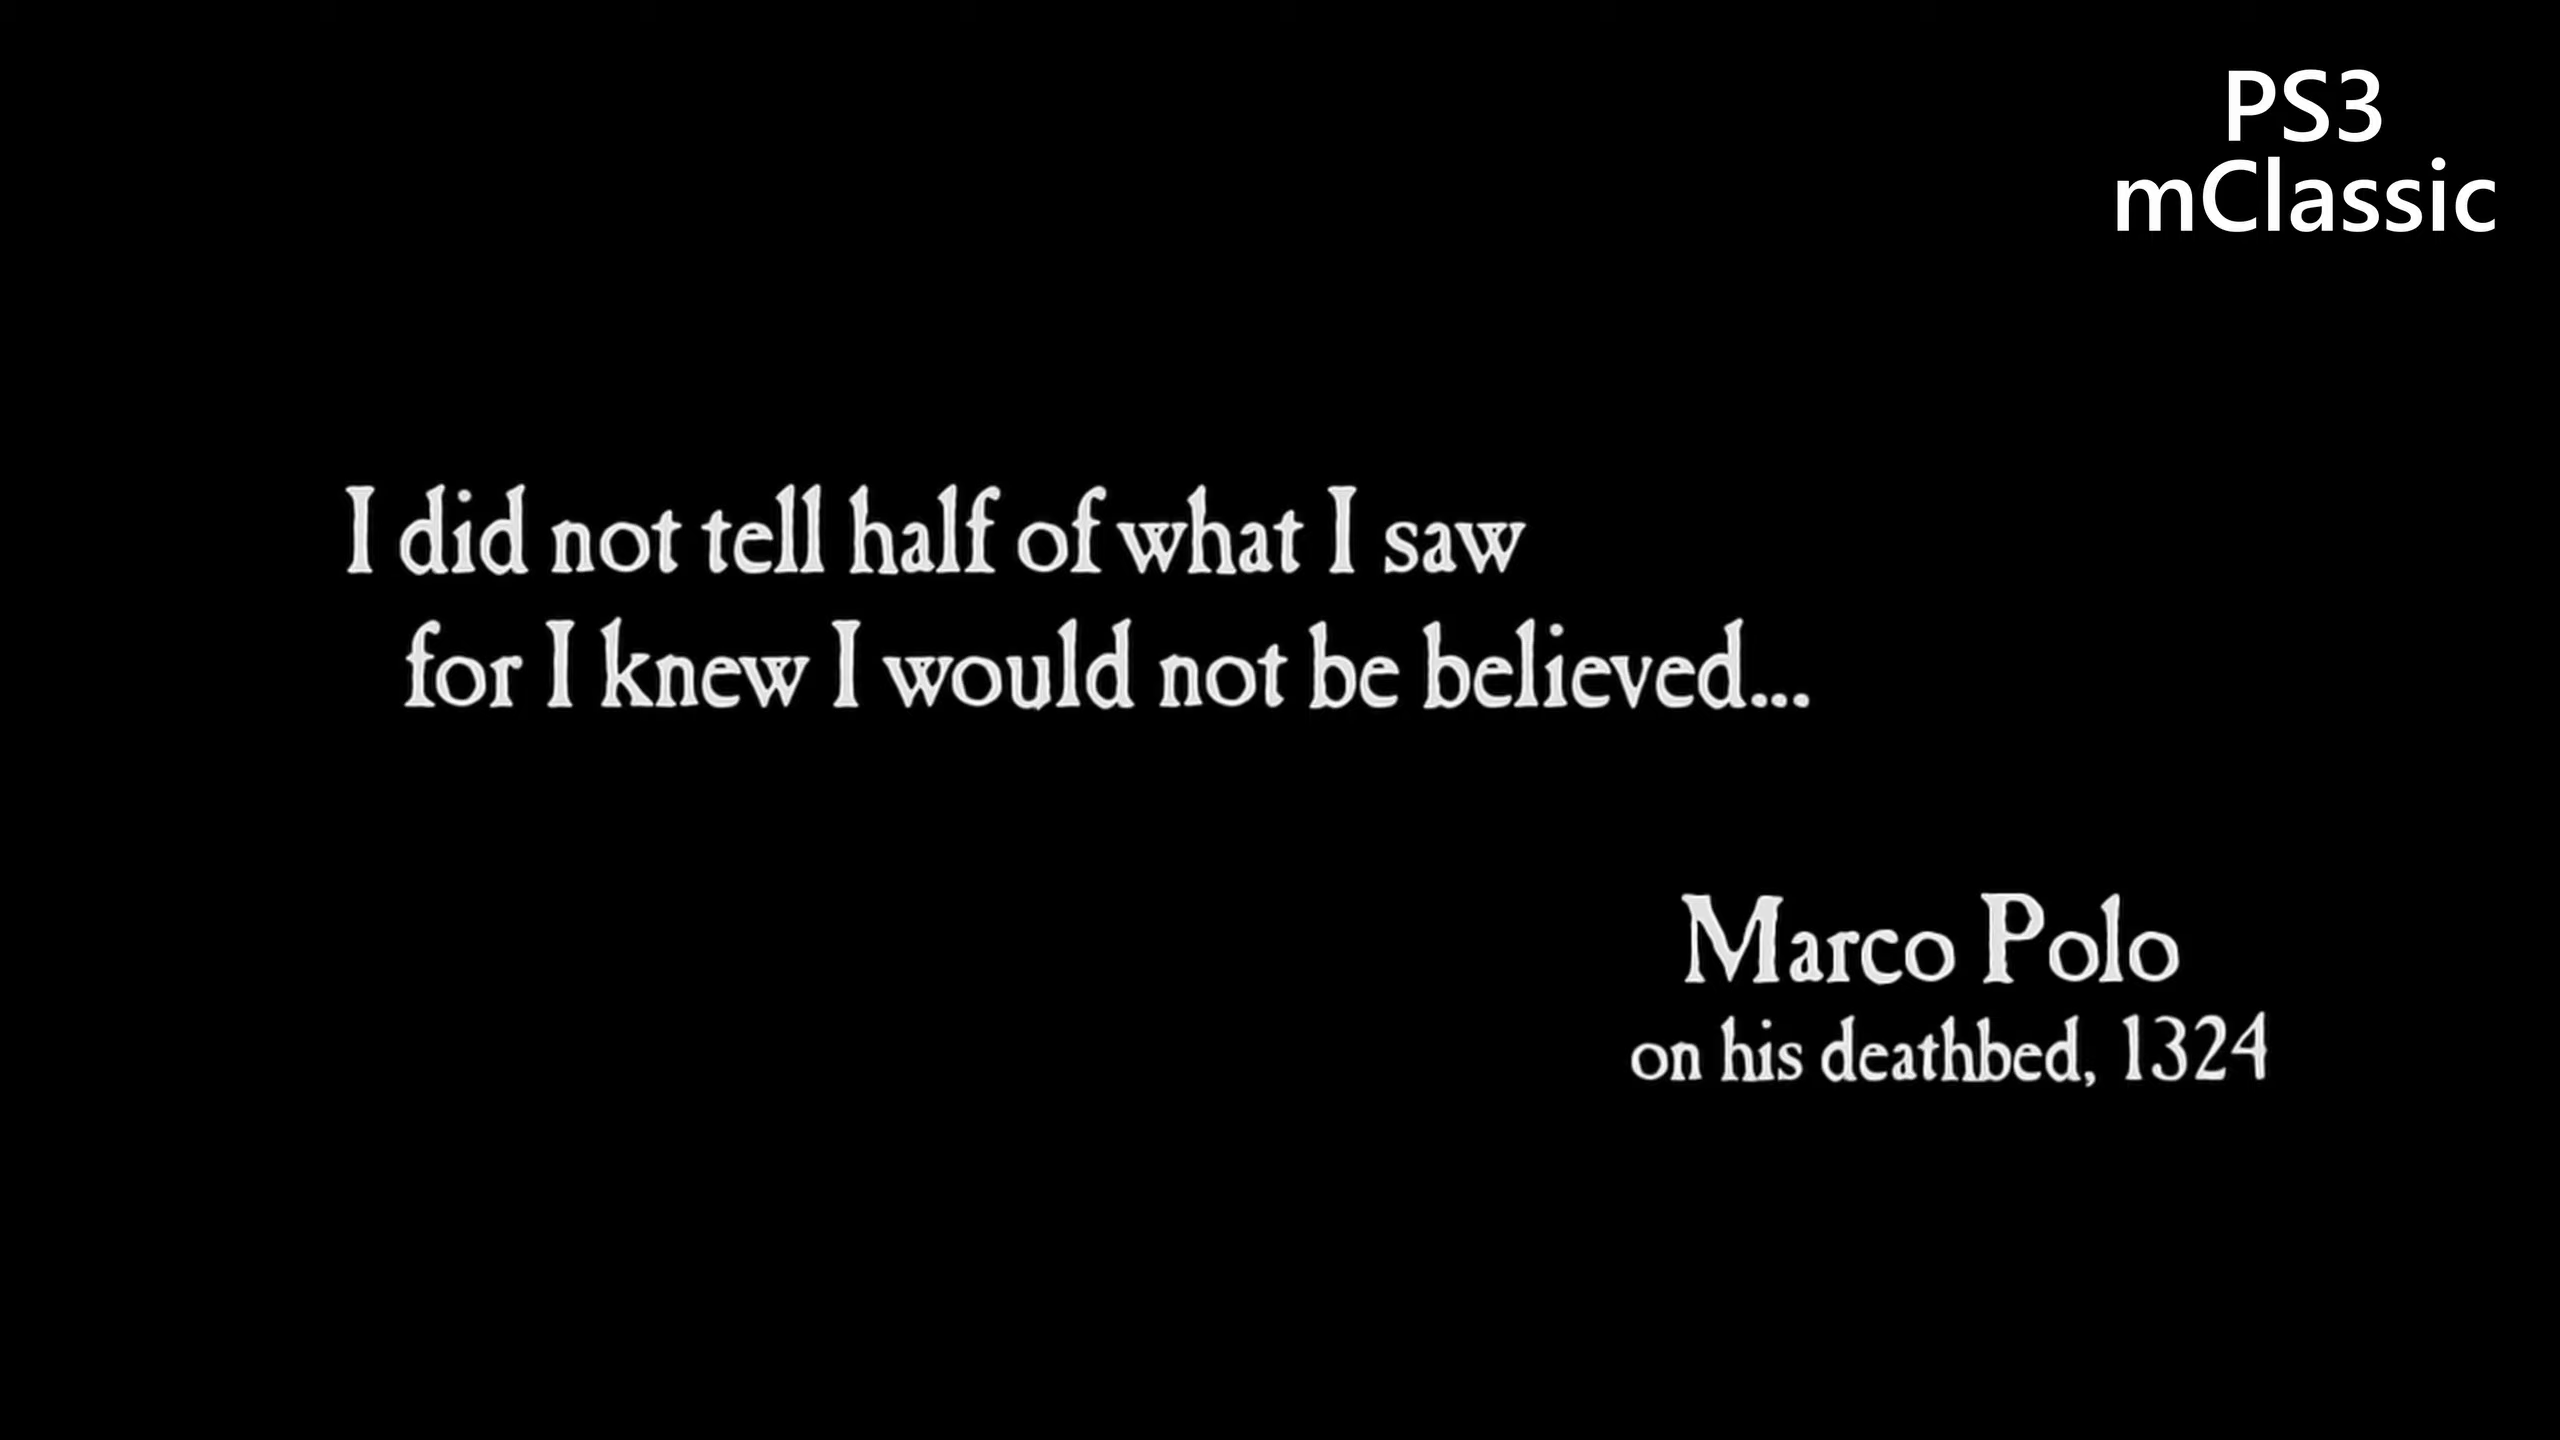 PS3
mClassic
I did not tell half of what I saw
for I knew I would not be believed...
Marco Polo
on his deathbed, 1324